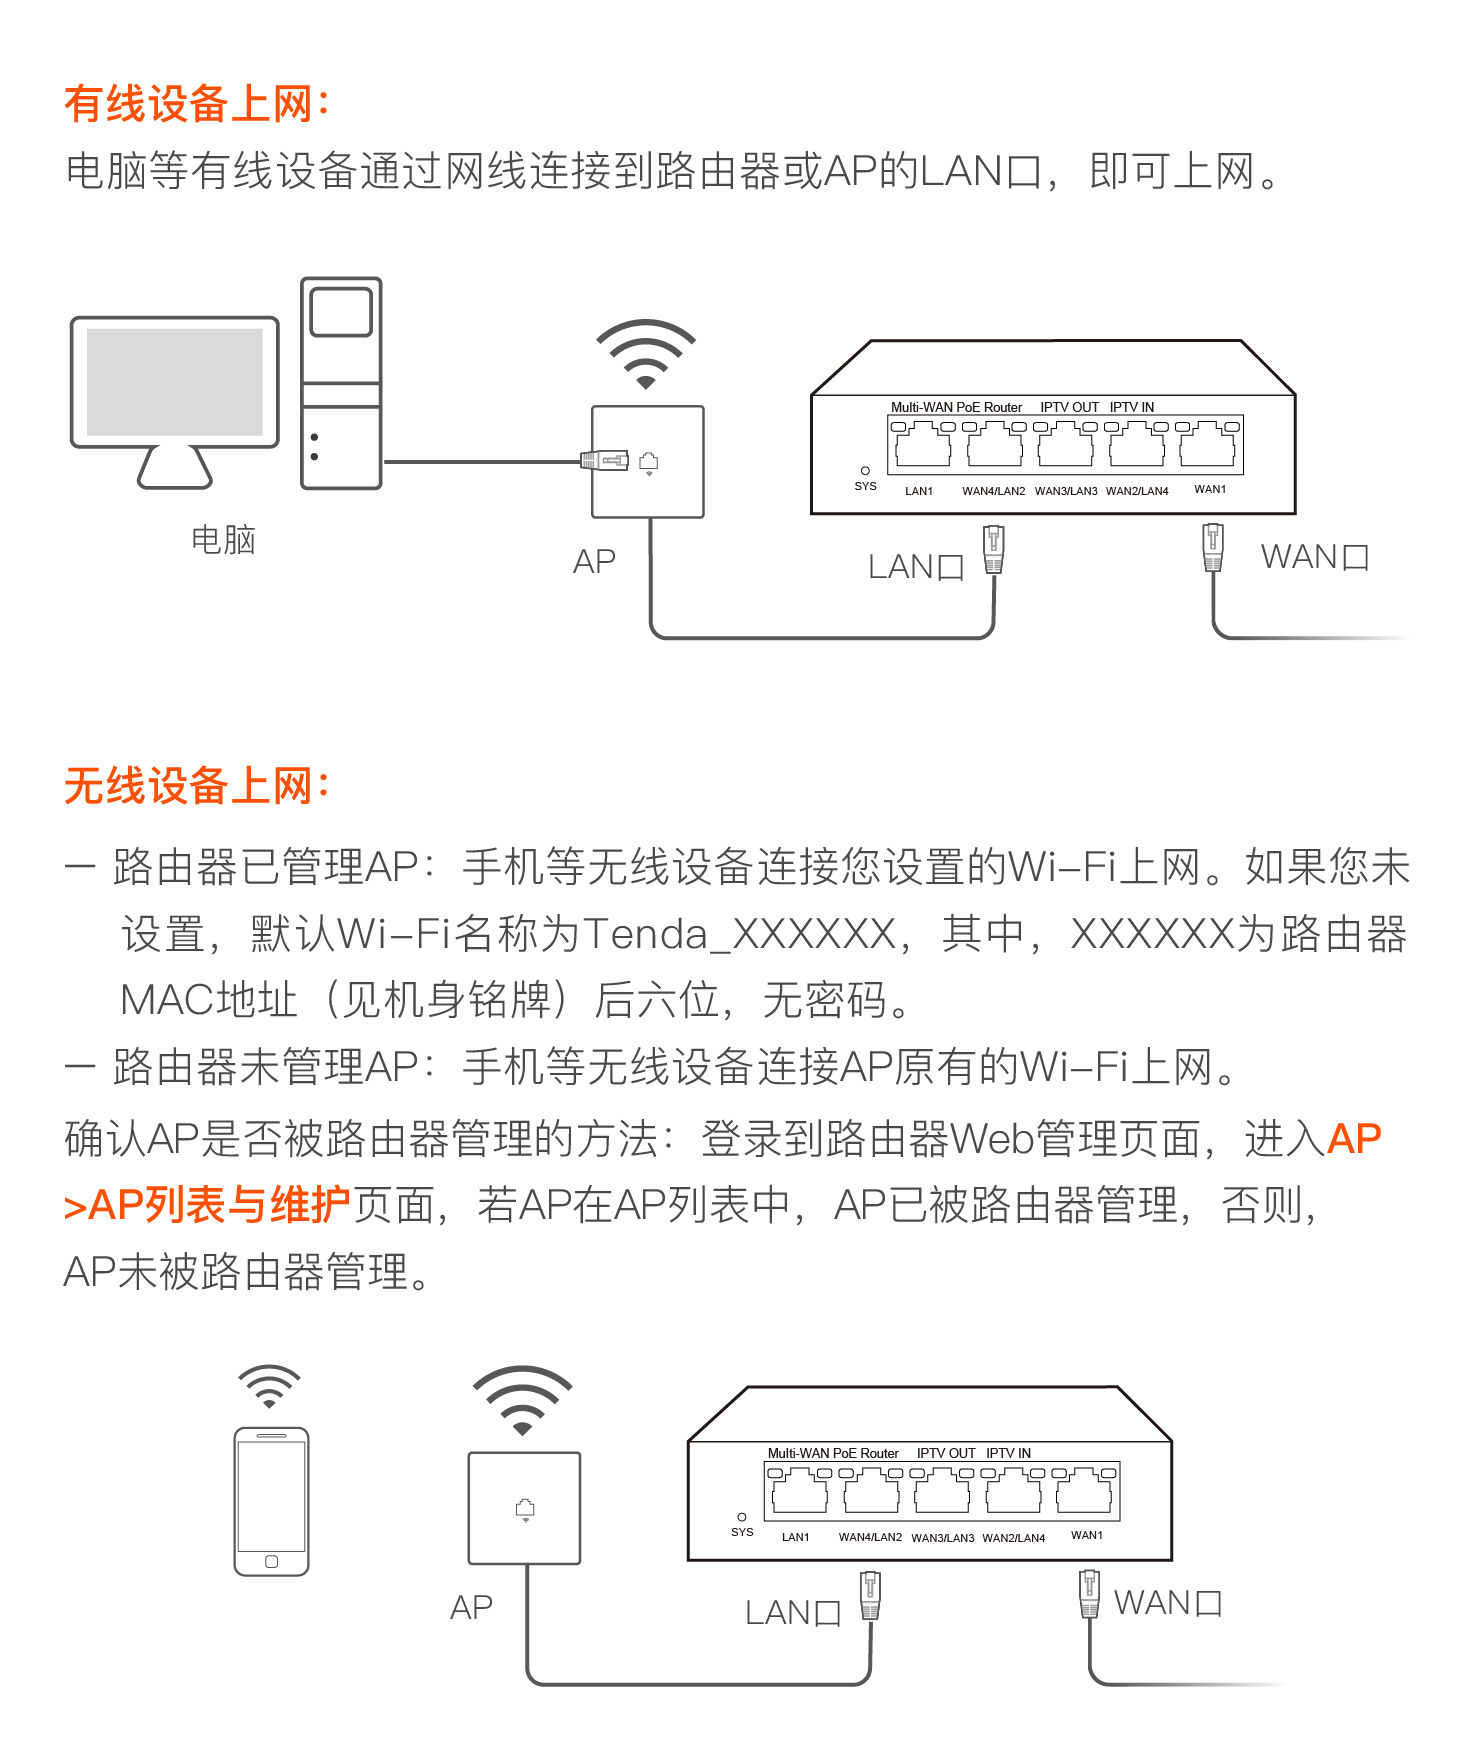 有线设备上网：
电脑等有线设备通过网线连接到路由器或AP的LAN口，即可上网。
Multi-WAN PoE Router IPTV OUT IPTV IN
SYS LAN1 WAN4/LAN2 WAN3/LAN3 WAN2/LAN4 WAN1
电脑
AP
LAN口
WAN口
无线设备上网：
— 路由器已管理AP：手机等无线设备连接您设置的Wi-Fi上网。如果您未
设置，默认Wi-Fi名称为Tenda_XXXXXX，其中，XXXXXX为路由器
MAC地址（见机身铭牌）后六位，无密码。
— 路由器未管理AP：手机等无线设备连接AP原有的Wi-Fi上网。
确认AP是否被路由器管理的方法：登录到路由器Web管理页面，进入AP
>AP列表与维护页面，若AP在AP列表中，AP已被路由器管理，否则，
AP未被路由器管理。
Multi-WAN PoE Router IPTV OUT IPTV IN
SYS LAN1 WAN4/LAN2 WAN3/LAN3 WAN2/LAN4 WAN1
AP
LAN口
WAN口